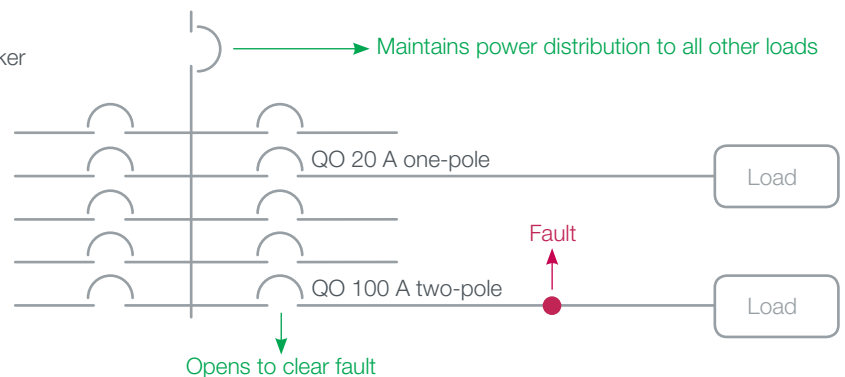 Maintains power distribution to all other loads
QO 20 A one-pole
Load
Fault
QO 100 A two-pole
Load
Opens to clear fault